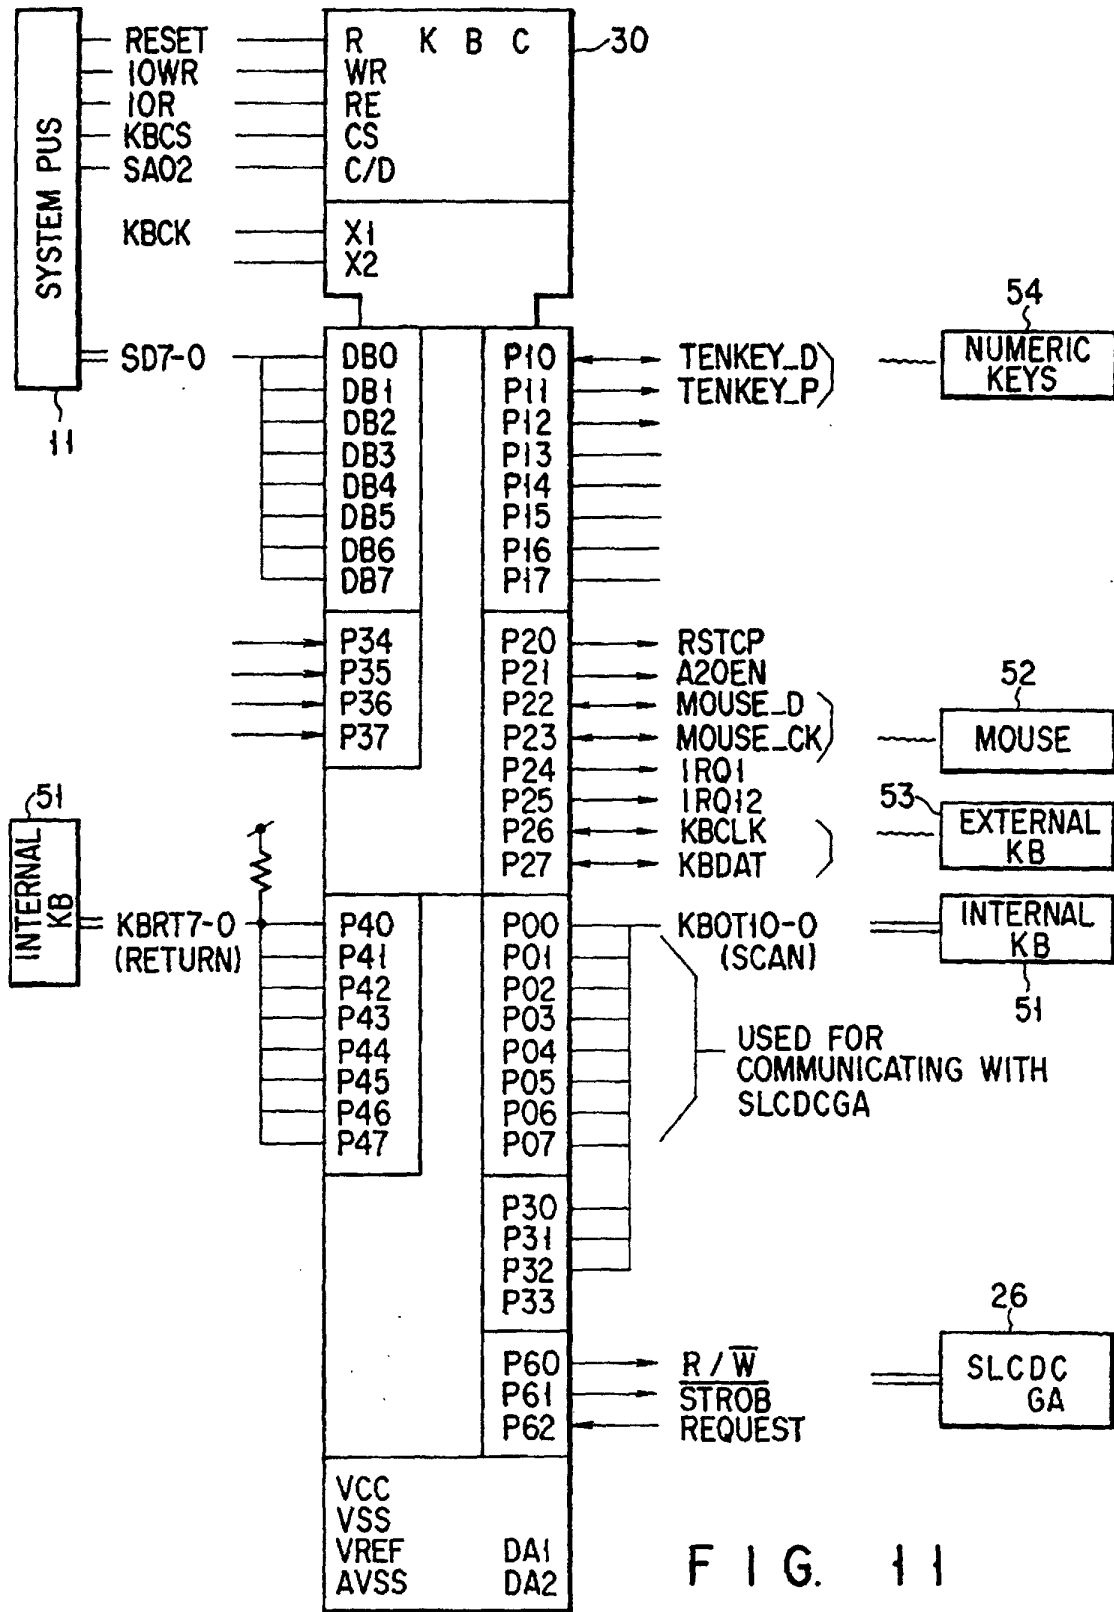 RESET R K B C 30
IOWR WR
IOR RE
KBCS CS
SA02 C/D
SYSTEM PUS
KBCK X1
X2
54
SD7-0 DB0 P10 TENKEY_D NUMERIC
DB1 P11 TENKEY_P KEYS
11 DB2 P12
DB3 P13
DB4 P14
DB5 P15
DB6 P16
DB7 P17
P34 P20 RSTCP
P35 P21 A20EN 52
P36 P22 MOUSE_D
P37 P23 MOUSE_CK MOUSE
P24 IRQ1
51 P25 IRQ12 53
P26 KBCLK EXTERNAL
P27 KBDAT KB
INTERNAL
KB
KBRT7-0 P40 P00 KBOT10-0 INTERNAL
(RETURN) P41 P01 (SCAN) KB
P42 P02 51
P43 P03 USED FOR
P44 P04 COMMUNICATING WITH
P45 P05 SLCDCGA
P46 P06
P47 P07
P30
P31
P32
P33 26
P60 R/W̅ SLCDC
P61 S̅T̅R̅O̅B̅ GA
P62 REQUEST
VCC
VSS
VREF DA1
AVSS DA2
FIG. 11